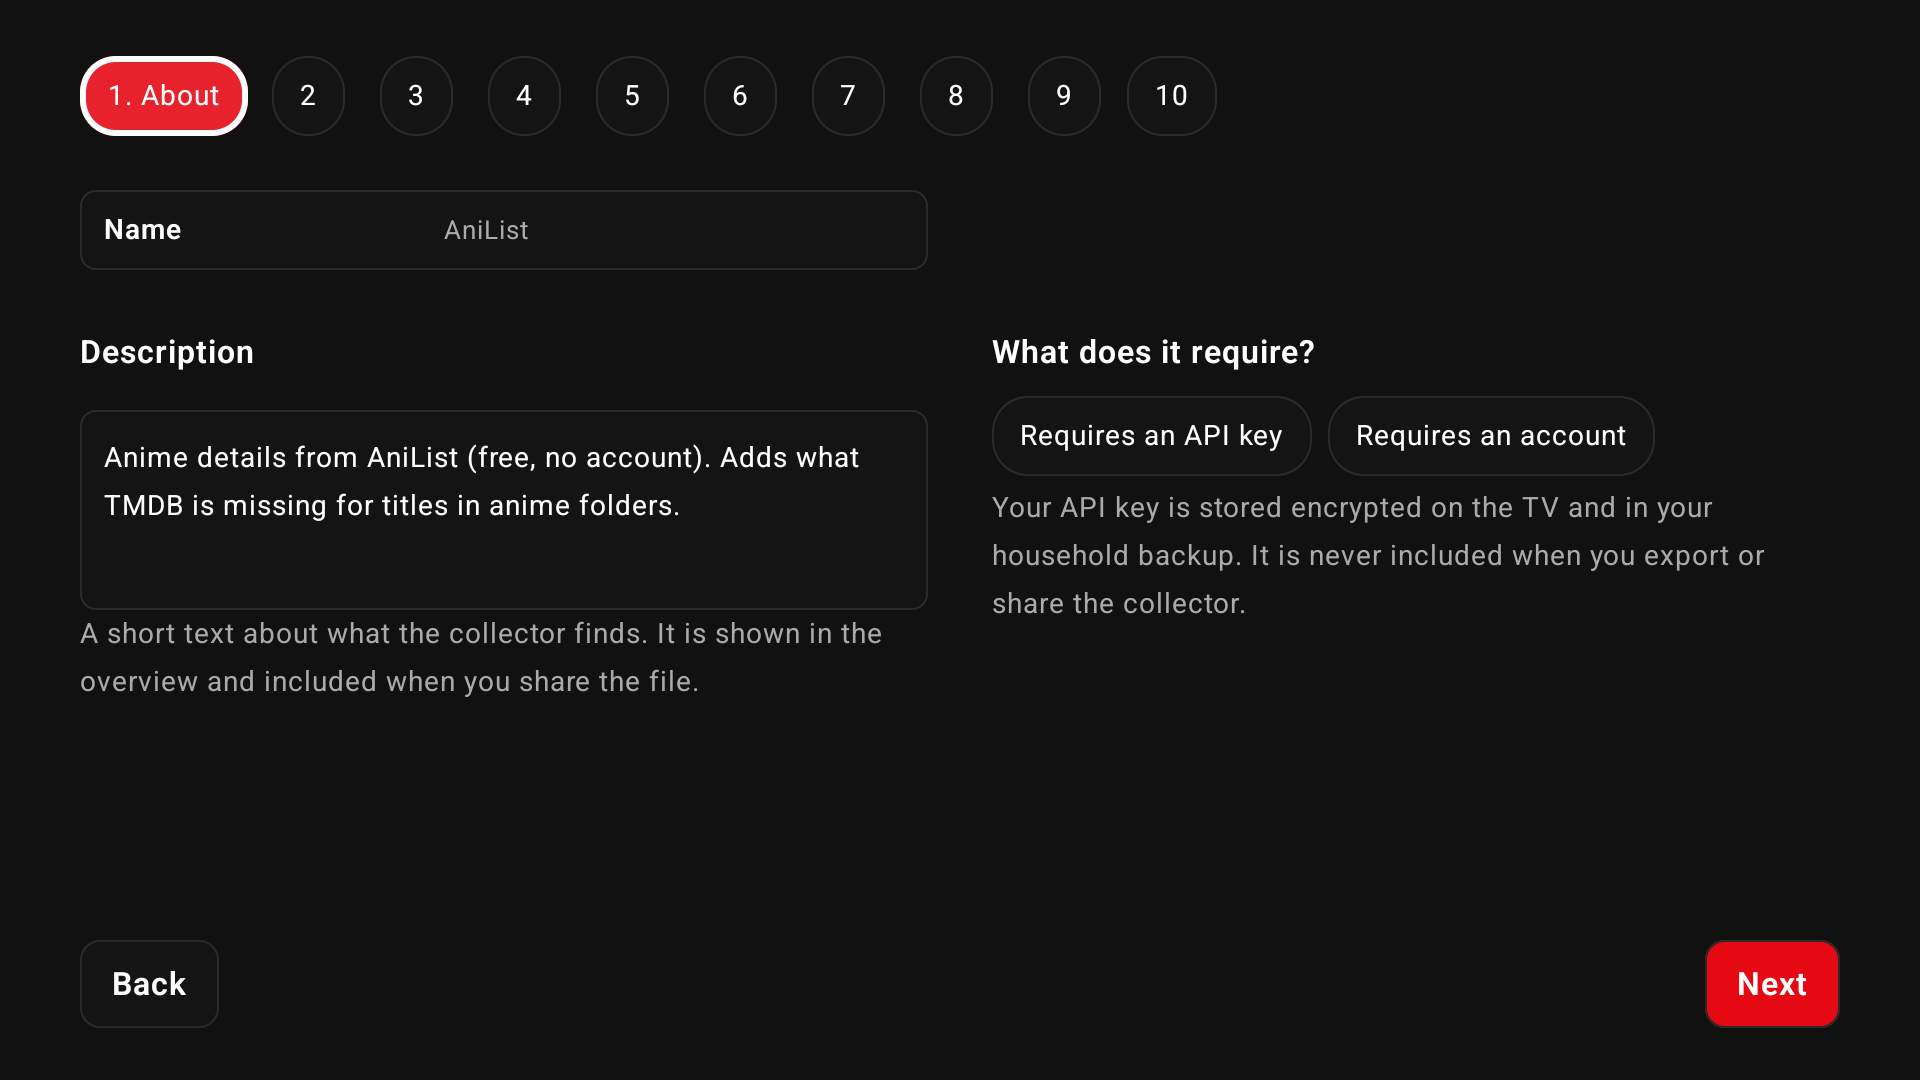 1. About 2 3 4 5 6 7 8 9 10
Name AniList
Description
Anime details from AniList (free, no account). Adds what
TMDB is missing for titles in anime folders.
A short text about what the collector finds. It is shown in the
overview and included when you share the file.
What does it require?
Requires an API key Requires an account
Your API key is stored encrypted on the TV and in your
household backup. It is never included when you export or
share the collector.
Back Next